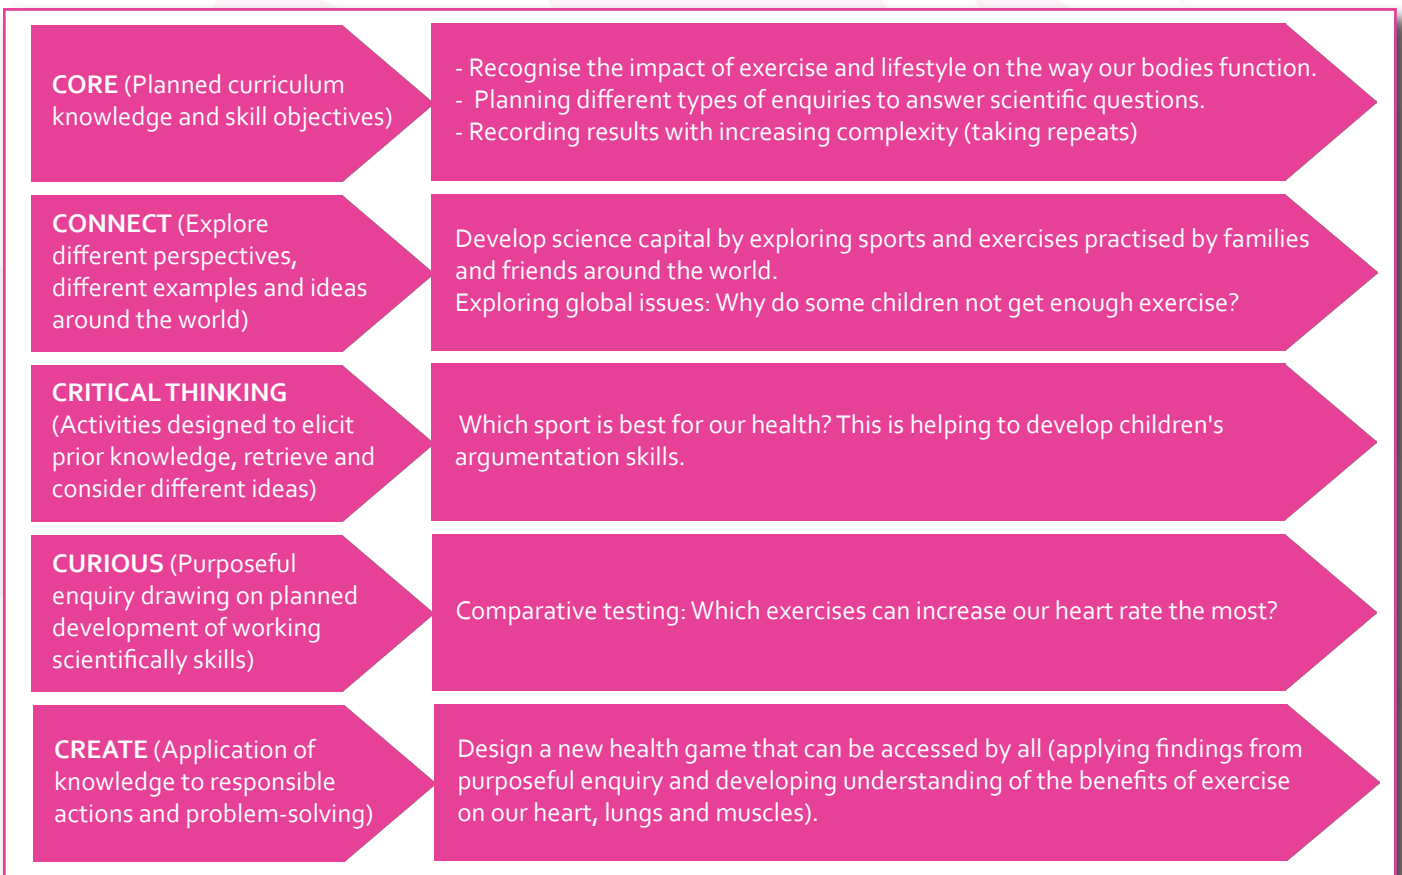 CORE (Planned curriculum
knowledge and skill objectives)
- Recognise the impact of exercise and lifestyle on the way our bodies function.
- Planning different types of enquiries to answer scientific questions.
- Recording results with increasing complexity (taking repeats)
CONNECT (Explore
different perspectives,
different examples and ideas
around the world)
Develop science capital by exploring sports and exercises practised by families
and friends around the world.
Exploring global issues: Why do some children not get enough exercise?
CRITICAL THINKING
(Activities designed to elicit
prior knowledge, retrieve and
consider different ideas)
Which sport is best for our health? This is helping to develop children's
argumentation skills.
CURIOUS (Purposeful
enquiry drawing on planned
development of working
scientifically skills)
Comparative testing: Which exercises can increase our heart rate the most?
CREATE (Application of
knowledge to responsible
actions and problem-solving)
Design a new health game that can be accessed by all (applying findings from
purposeful enquiry and developing understanding of the benefits of exercise
on our heart, lungs and muscles).